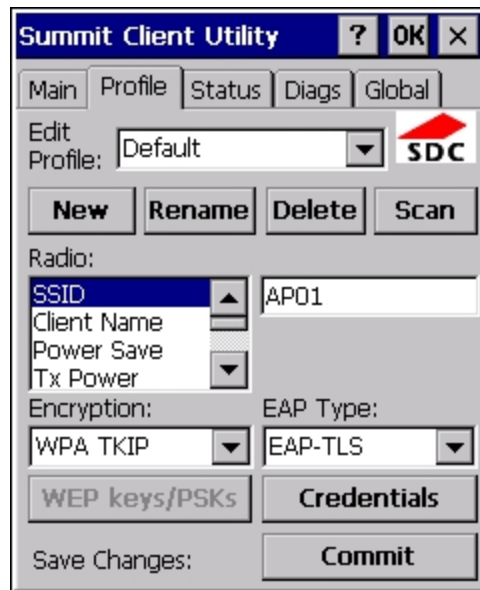 Summit Client Utility ? OK ×
Main Profile Status Diags Global
Edit Profile: Default
SDC
New Rename Delete Scan
Radio:
SSID AP01
Client Name
Power Save
Tx Power
Encryption: EAP Type:
WPA TKIP EAP-TLS
WEP keys/PSKs Credentials
Save Changes: Commit